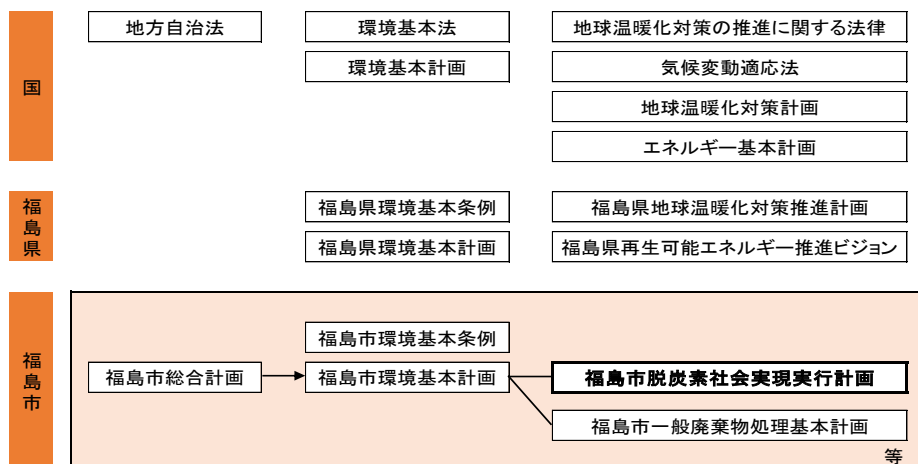 国
地方自治法
環境基本法
地球温暖化対策の推進に関する法律
環境基本計画
気候変動適応法
地球温暖化対策計画
エネルギー基本計画
福島県
福島県環境基本条例
福島県地球温暖化対策推進計画
福島県環境基本計画
福島県再生可能エネルギー推進ビジョン
福島市
福島市環境基本条例
福島市総合計画
福島市環境基本計画
福島市脱炭素社会実現実行計画
福島市一般廃棄物処理基本計画
等